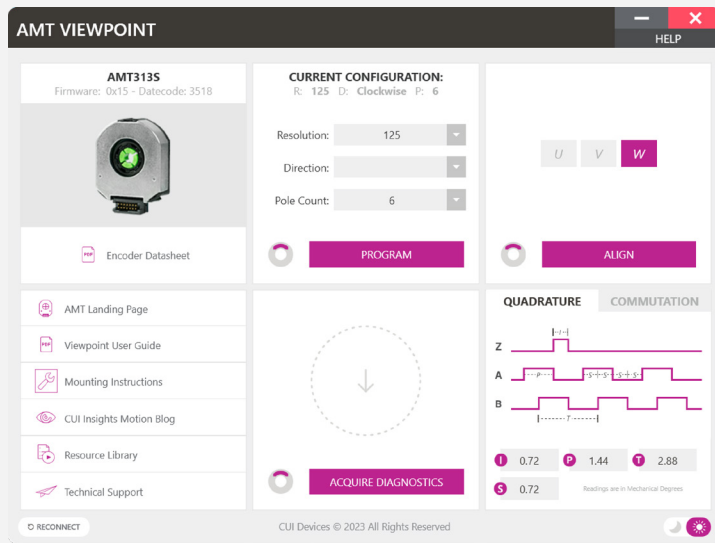 AMT VIEWPOINT
HELP
AMT313S
Firmware: 0x15 - Datecode: 3518
Encoder Datasheet
CURRENT CONFIGURATION:
R: 125 D: Clockwise P: 6
Resolution: 125
Direction:
Pole Count: 6
PROGRAM
U V W
ALIGN
PDF AMT Landing Page
Viewpoint User Guide
Mounting Instructions
CUI Insights Motion Blog
Resource Library
Technical Support
ACQUIRE DIAGNOSTICS
QUADRATURE COMMUTATION
I
Z
A P S S S S
B
T
I 0.72 P 1.44 T 2.88
S 0.72 Readings are in Mechanical Degrees
RECONNECT
CUI Devices © 2023 All Rights Reserved